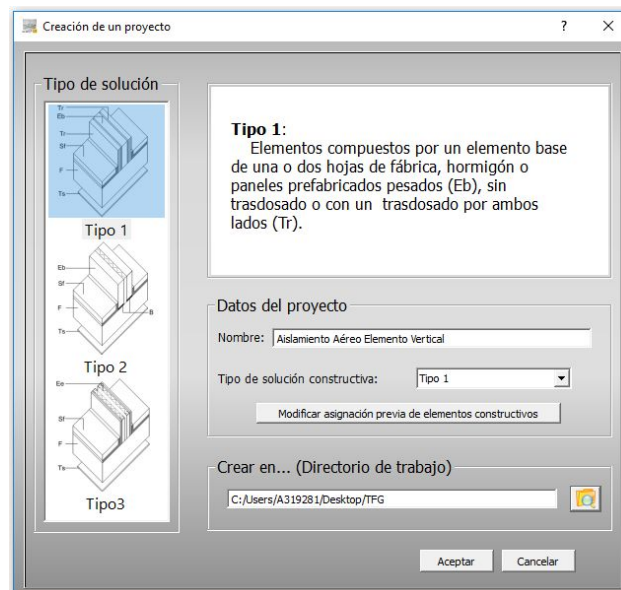 Creación de un proyecto
?
Tipo de solución
Tr
Eb
Tr
Sf
F
Ts
Tipo 1
Eb
Sf
F
B
Ts
Tipo 2
Ee
Sf
F
Ts
Tipo3
Tipo 1:
Elementos compuestos por un elemento base
de una o dos hojas de fábrica, hormigón o
paneles prefabricados pesados (Eb), sin
trasdosado o con un trasdosado por ambos
lados (Tr).
Datos del proyecto
Nombre: Aislamiento Aéreo Elemento Vertical
Tipo de solución constructiva: Tipo 1
Modificar asignación previa de elementos constructivos
Crear en... (Directorio de trabajo)
C:/Users/A319281/Desktop/TFG
Aceptar Cancelar